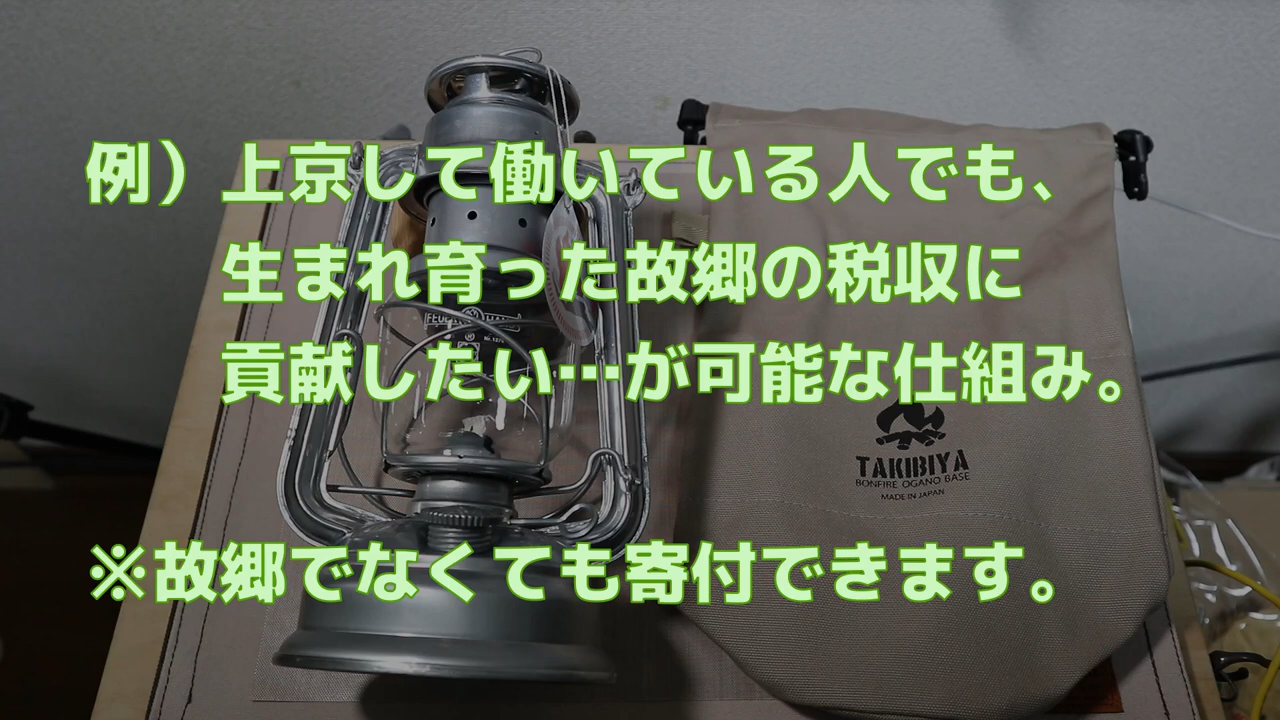 例）上京して働いている人でも、
生まれ育った故郷の税収に
貢献したい…が可能な仕組み。
※故郷でなくても寄付できます。
FEUER HAND
®
TAKIBIYA
BONFIRE OGANO BASE
MADE IN JAPAN